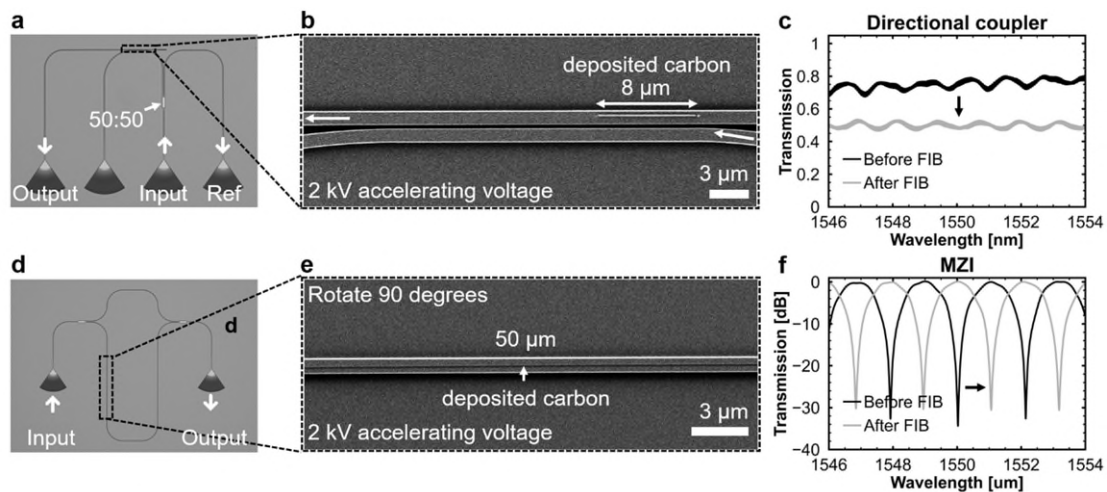 a
50:50
Output
Input
Ref
b
deposited carbon
8 µm
3 µm
2 kV accelerating voltage
c
Directional coupler
Transmission
1
0.8
0.6
0.4
0.2
0
Before FIB
After FIB
1546
1548
1550
1552
1554
Wavelength [nm]
d
d
Input
Output
e
Rotate 90 degrees
50 µm
deposited carbon
3 µm
2 kV accelerating voltage
f
MZI
Transmission [dB]
0
−10
−20
−30
−40
Before FIB
After FIB
1546
1548
1550
1552
1554
Wavelength [um]